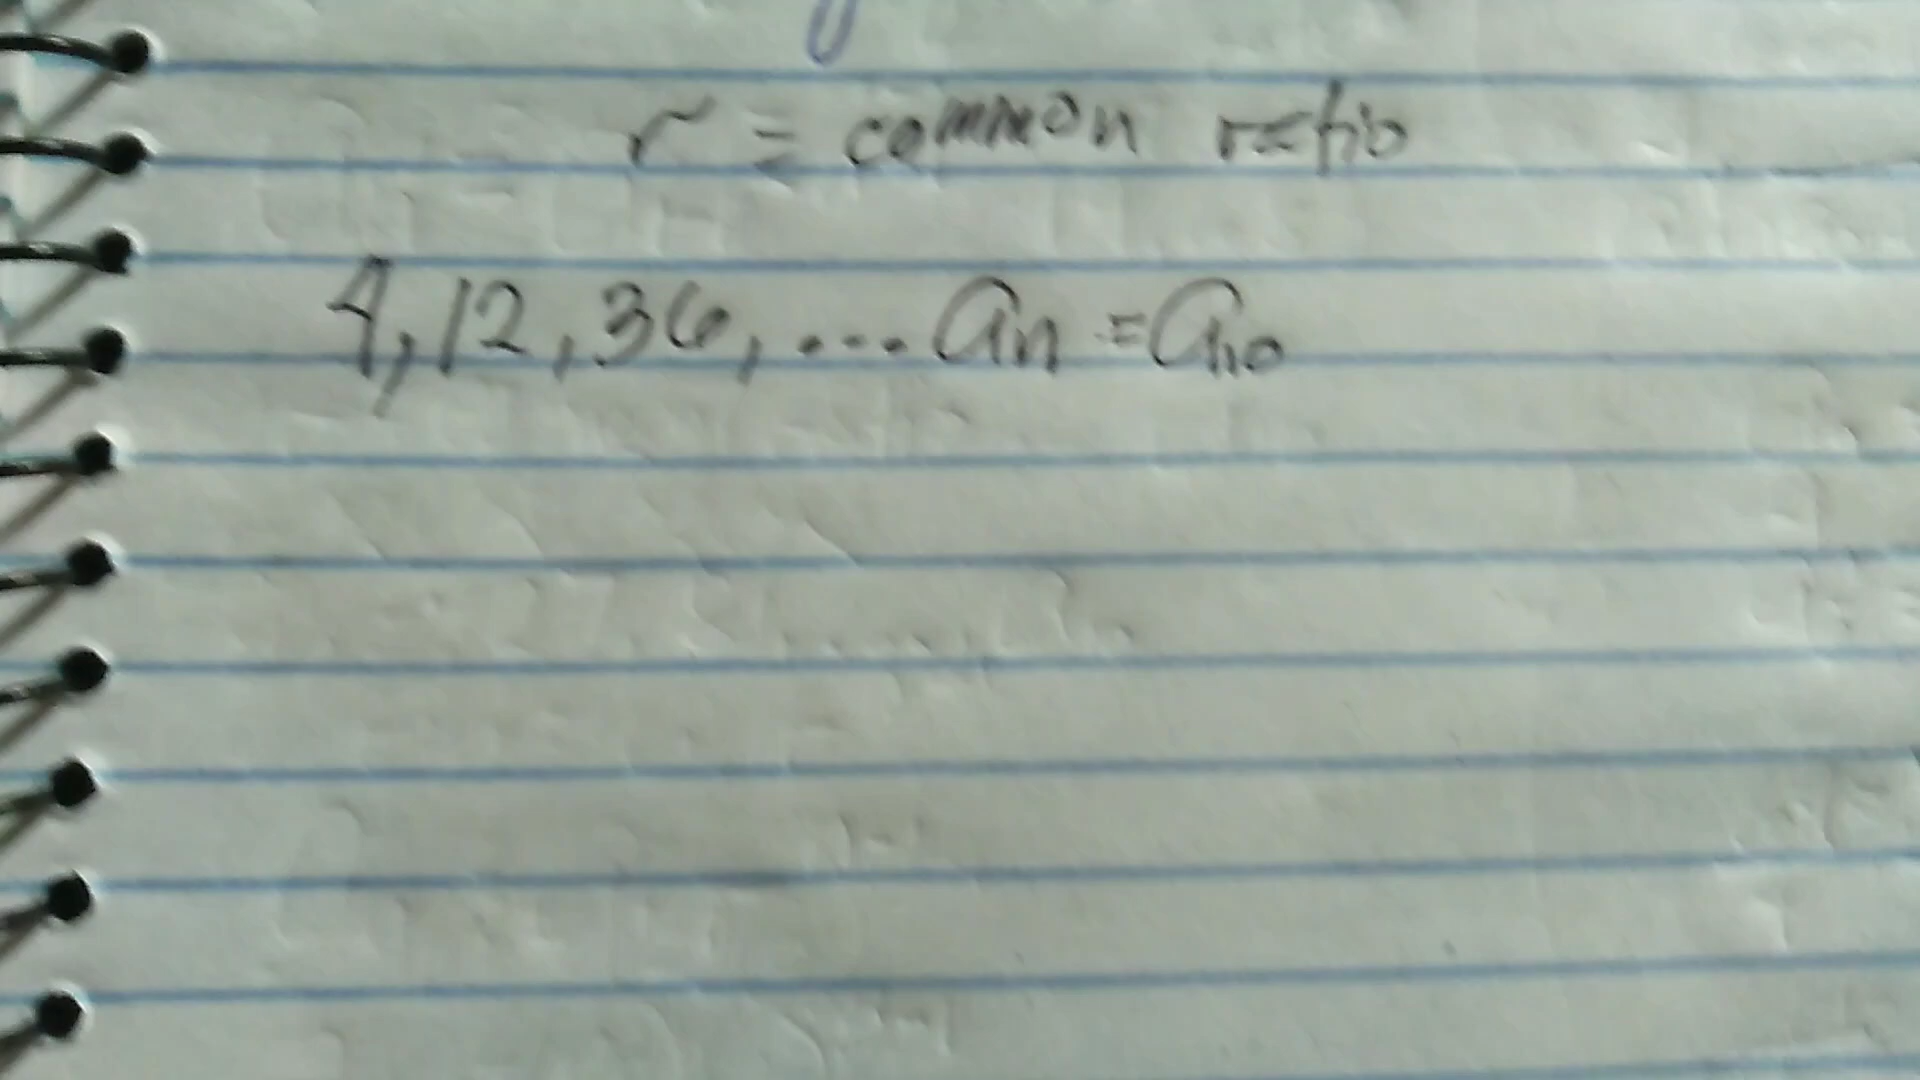 r = common ratio
4, 12, 36, ... an = a10